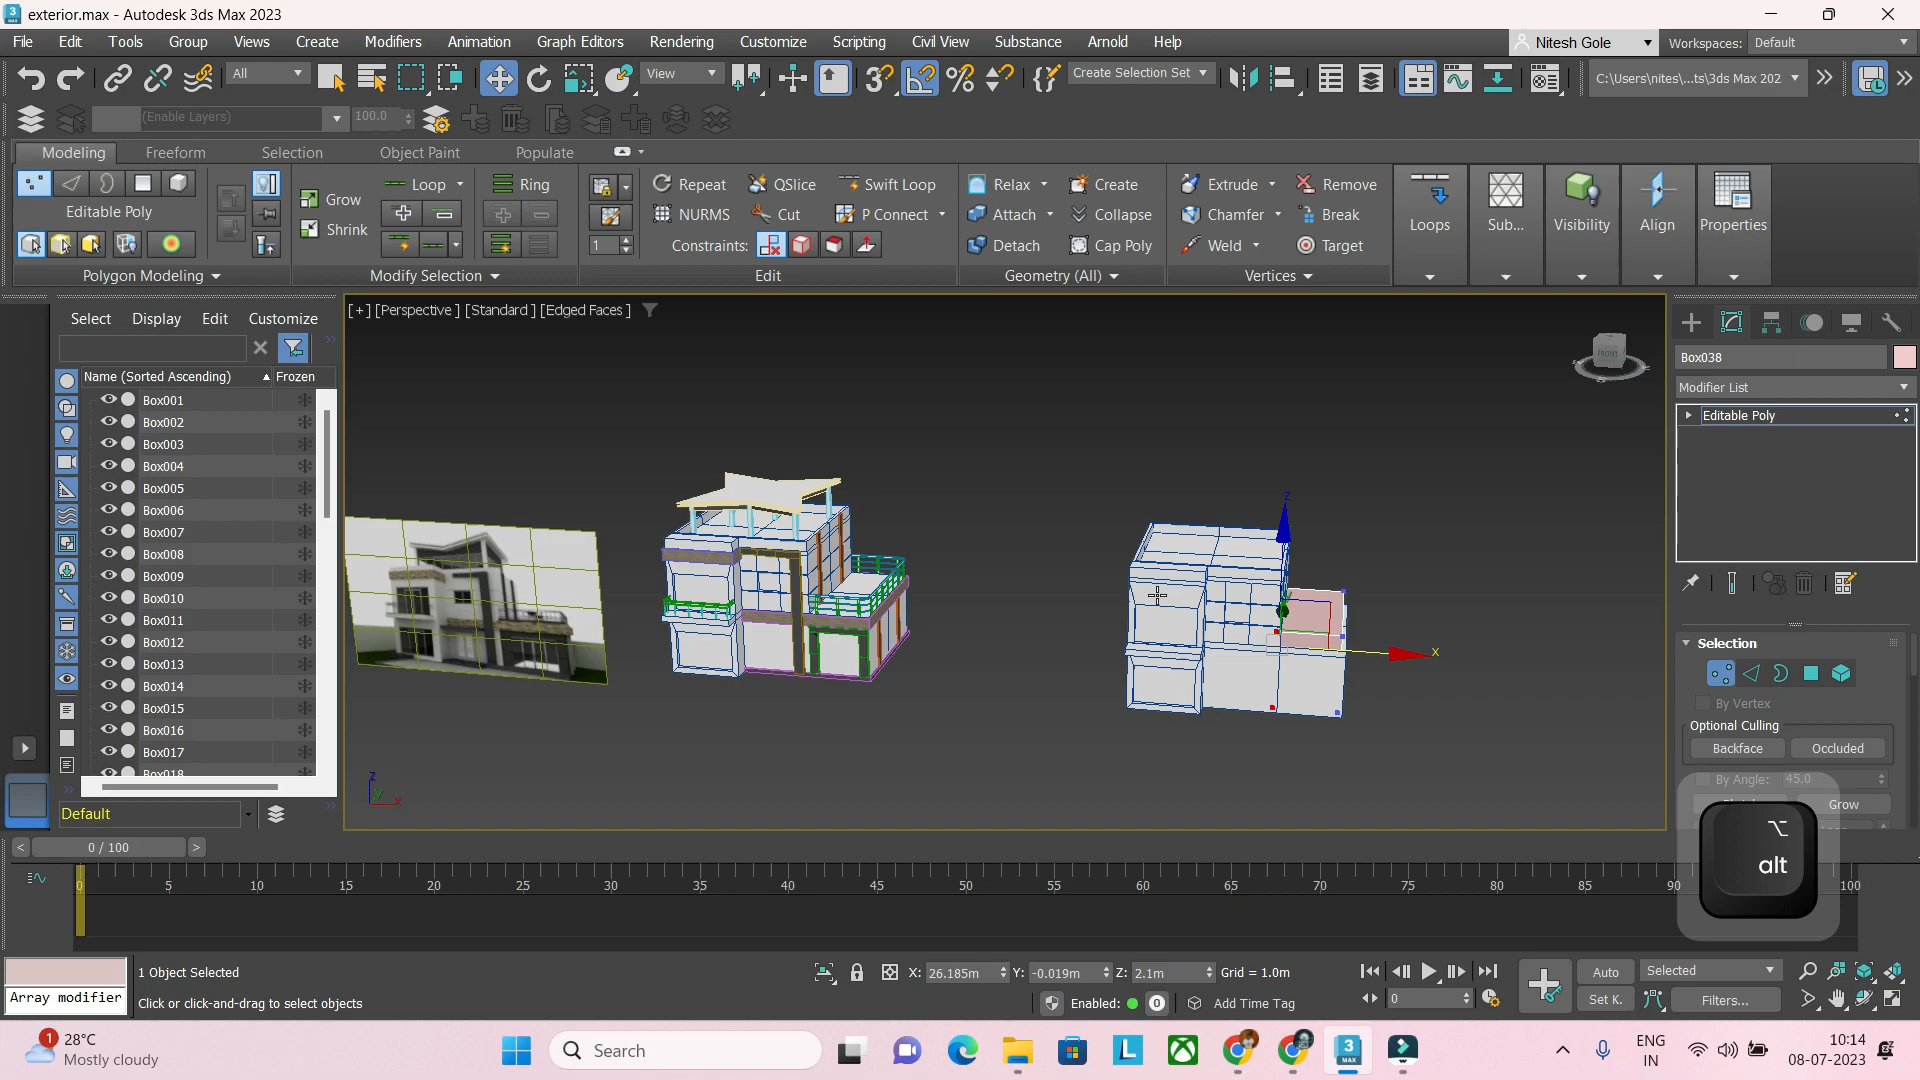 exterior.max - Autodesk 3ds Max 2023
File Edit Tools Group Views Create Modifiers Animation Graph Editors Rendering Customize Scripting Civil View Substance Arnold Help
Nitesh Gole Workspaces: Default
All View Create Selection Set C:\Users\nites\...ts\3ds Max 202
(Enable Layers) 100.0
Modeling Freeform Selection Object Paint Populate
Loop Ring Repeat QSlice Swift Loop Relax Create Extrude Remove
Editable Poly Grow NURMS Cut P Connect Attach Collapse Chamfer Break Loops Sub... Visibility Align Properties
Shrink 1 Constraints: Detach Cap Poly Weld Target
Polygon Modeling Modify Selection Edit Geometry (All) Vertices
Select Display Edit Customize
[+] [Perspective ] [Standard ] [Edged Faces ]
FRONT
Box038
Name (Sorted Ascending) Frozen
Modifier List
Editable Poly
Box001
Box002
Box003
Box004
Box005
Box006
Box007
Box008
Box009
Box010
Box011
Box012
Box013
Box014
Box015
Box016
Box017
Box018
z
x
z
y
x
Selection
By Vertex
Optional Culling
Backface Occluded
By Angle: 45.0
Grow
alt
Default
0 / 100
0 5 10 15 20 25 30 35 40 45 50 55 60 65 70 75 80 85 90 100
1 Object Selected X: 26.185m Y: -0.019m Z: 2.1m Grid = 1.0m Auto Selected
Array modifier Click or click-and-drag to select objects Enabled: 0 Add Time Tag 0 Set K. Filters...
1 28°C
Mostly cloudy
Search
3
MAX
ENG
IN
10:14
08-07-2023